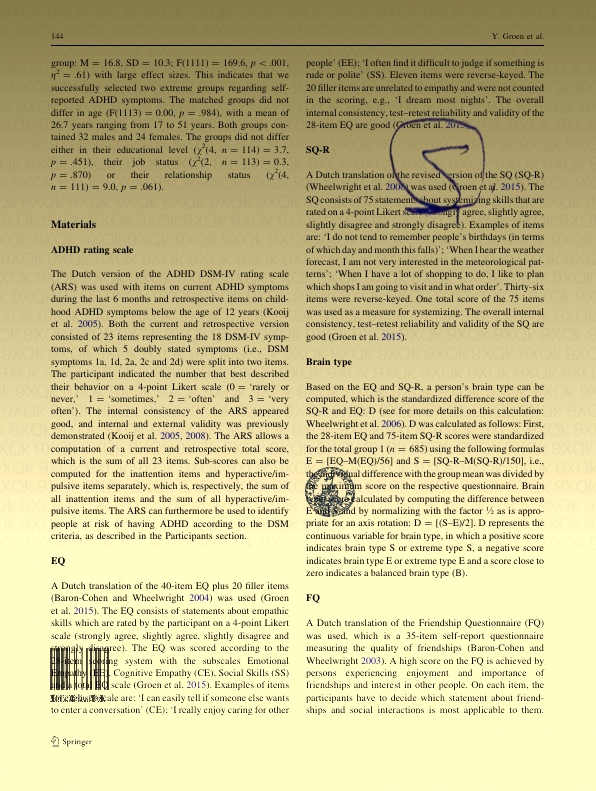 144
Y. Groen et al.
group: M = 16.8, SD = 10.3; F(1111) = 169.6, p < .001,
η² = .61) with large effect sizes. This indicates that we
successfully selected two extreme groups regarding self-
reported ADHD symptoms. The matched groups did not
differ in age (F(1113) = 0.00, p = .984), with a mean of
26.7 years ranging from 17 to 51 years. Both groups con-
tained 32 males and 24 females. The groups did not differ
either in their educational level (χ²(4, n = 114) = 3.7,
p = .451), their job status (χ²(2, n = 113) = 0.3,
p = .870) or their relationship status (χ²(4,
n = 111) = 9.0, p = .061).
Materials
ADHD rating scale
The Dutch version of the ADHD DSM-IV rating scale
(ARS) was used with items on current ADHD symptoms
during the last 6 months and retrospective items on child-
hood ADHD symptoms below the age of 12 years (Kooij
et al. 2005). Both the current and retrospective version
consisted of 23 items representing the 18 DSM-IV symp-
toms, of which 5 doubly stated symptoms (i.e., DSM
symptoms 1a, 1d, 2a, 2c and 2d) were split into two items.
The participant indicated the number that best described
their behavior on a 4-point Likert scale (0 = ‘rarely or
never,’ 1 = ‘sometimes,’ 2 = ‘often’ and 3 = ‘very
often’). The internal consistency of the ARS appeared
good, and internal and external validity was previously
demonstrated (Kooij et al. 2005, 2008). The ARS allows a
computation of a current and retrospective total score,
which is the sum of all 23 items. Sub-scores can also be
computed for the inattention items and hyperactive/im-
pulsive items separately, which is, respectively, the sum of
all inattention items and the sum of all hyperactive/im-
pulsive items. The ARS can furthermore be used to identify
people at risk of having ADHD according to the DSM
criteria, as described in the Participants section.
EQ
A Dutch translation of the 40-item EQ plus 20 filler items
(Baron-Cohen and Wheelwright 2004) was used (Groen
et al. 2015). The EQ consists of statements about empathic
skills which are rated by the participant on a 4-point Likert
scale (strongly agree, slightly agree, slightly disagree and
strongly disagree). The EQ was scored according to the
28-item scoring system with the subscales Emotional
Empathy (EE), Cognitive Empathy (CE), Social Skills (SS)
and a total EQ scale (Groen et al. 2015). Examples of items
for each subscale are: ‘I can easily tell if someone else wants
to enter a conversation’ (CE); ‘I really enjoy caring for other
people’ (EE); ‘I often find it difficult to judge if something is
rude or polite’ (SS). Eleven items were reverse-keyed. The
20 filler items are unrelated to empathy and were not counted
in the scoring, e.g., ‘I dream most nights’. The overall
internal consistency, test–retest reliability and validity of the
28-item EQ are good (Groen et al. 2015).
SQ-R
A Dutch translation of the revised version of the SQ (SQ-R)
(Wheelwright et al. 2006) was used (Groen et al. 2015). The
SQ consists of 75 statements about systemizing skills that are
rated on a 4-point Likert scale (strongly agree, slightly agree,
slightly disagree and strongly disagree). Examples of items
are: ‘I do not tend to remember people’s birthdays (in terms
of which day and month this falls)’; ‘When I hear the weather
forecast, I am not very interested in the meteorological pat-
terns’; ‘When I have a lot of shopping to do, I like to plan
which shops I am going to visit and in what order’. Thirty-six
items were reverse-keyed. One total score of the 75 items
was used as a measure for systemizing. The overall internal
consistency, test–retest reliability and validity of the SQ are
good (Groen et al. 2015).
Brain type
Based on the EQ and SQ-R, a person’s brain type can be
computed, which is the standardized difference score of the
SQ-R and EQ: D (see for more details on this calculation:
Wheelwright et al. 2006). D was calculated as follows: First,
the 28-item EQ and 75-item SQ-R scores were standardized
for the total group 1 (n = 685) using the following formulas
E = [EQ–M(EQ)/56] and S = [SQ-R–M(SQ-R)/150], i.e.,
the individual difference with the group mean was divided by
the maximum score on the respective questionnaire. Brain
calculated by computing the difference between
E and S and by normalizing with the factor ½ as is appro-
priate for an axis rotation: D = [(S–E)/2]. D represents the
continuous variable for brain type, in which a positive score
indicates brain type S or extreme type S, a negative score
indicates brain type E or extreme type E and a score close to
zero indicates a balanced brain type (B).
FQ
A Dutch translation of the Friendship Questionnaire (FQ)
was used, which is a 35-item self-report questionnaire
measuring the quality of friendships (Baron-Cohen and
Wheelwright 2003). A high score on the FQ is achieved by
persons experiencing enjoyment and importance of
friendships and interest in other people. On each item, the
participants have to decide which statement about friend-
ships and social interactions is most applicable to them.
Springer